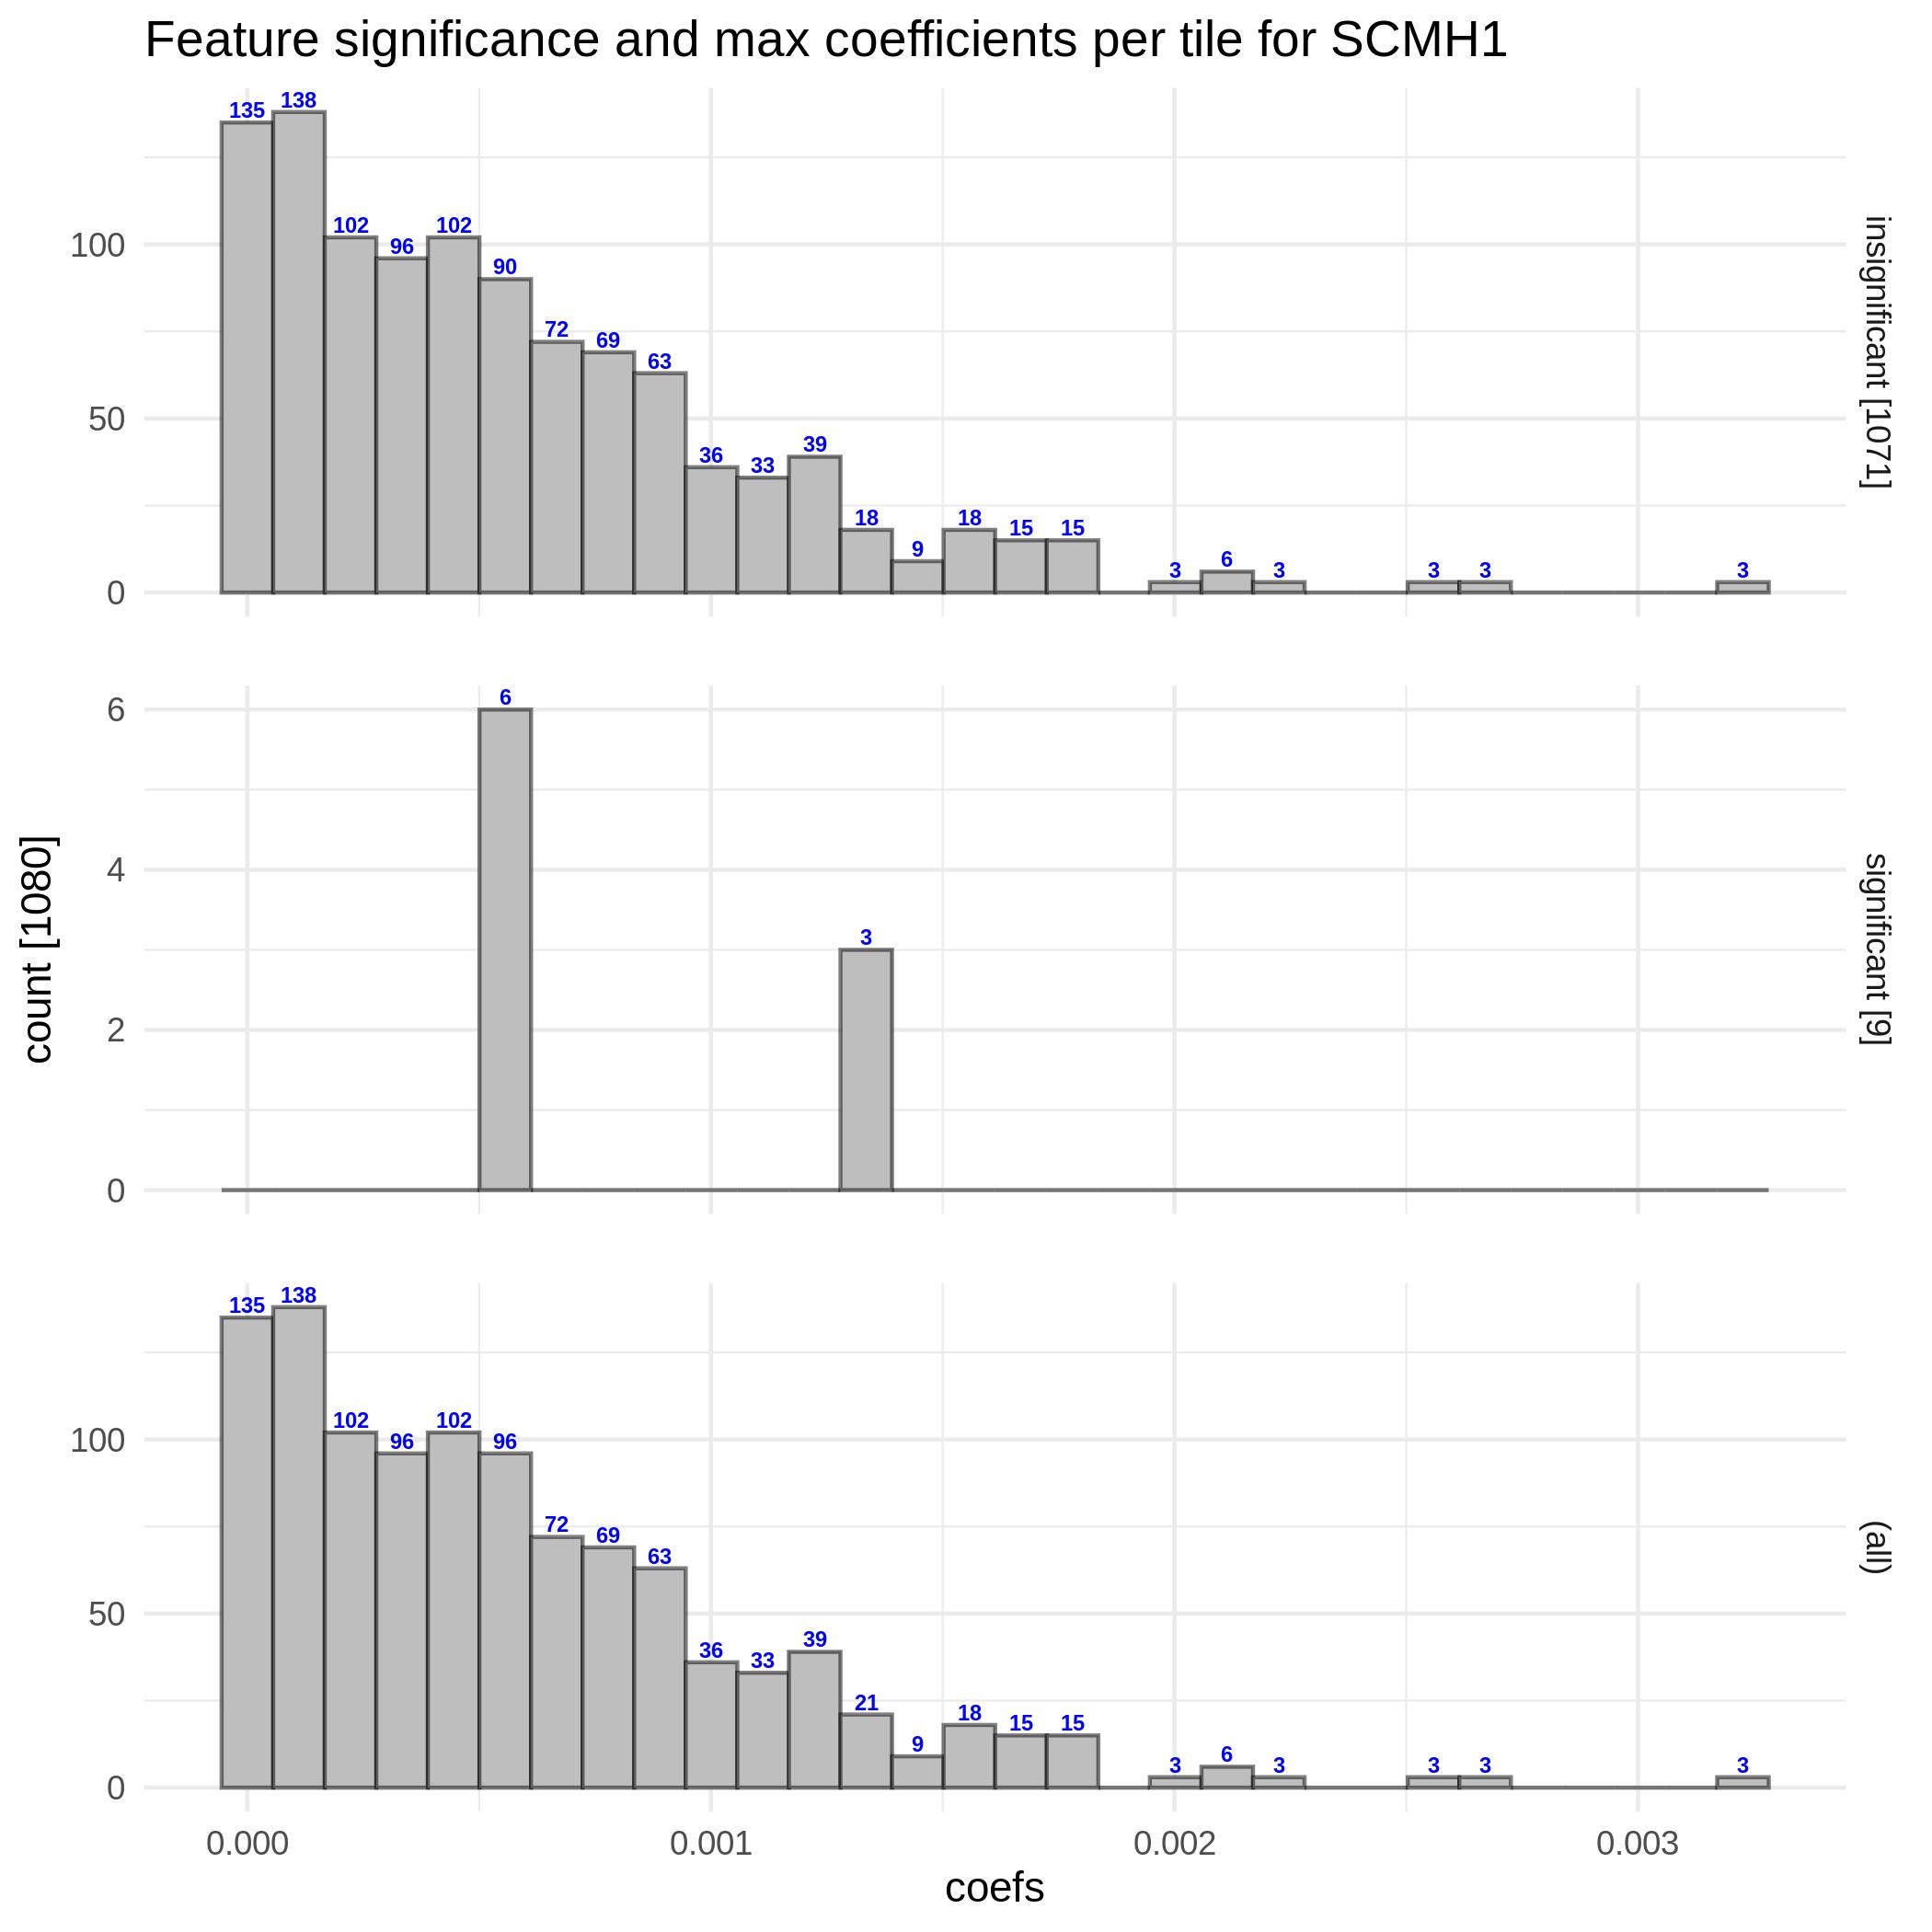 Feature significance and max coefficients per tile for SCMH1
135 138 102 96 102 90 72 69 63 36 33 39 18 9 18 15 15 3 6 3 3 3 3
100
50
0
insignificant [1071]
6 3
6
4
2
0
significant [9]
count [1080]
135 138 102 96 102 96 72 69 63 36 33 39 21 9 18 15 15 3 6 3 3 3 3
100
50
0
(all)
0.000 0.001 0.002 0.003
coefs